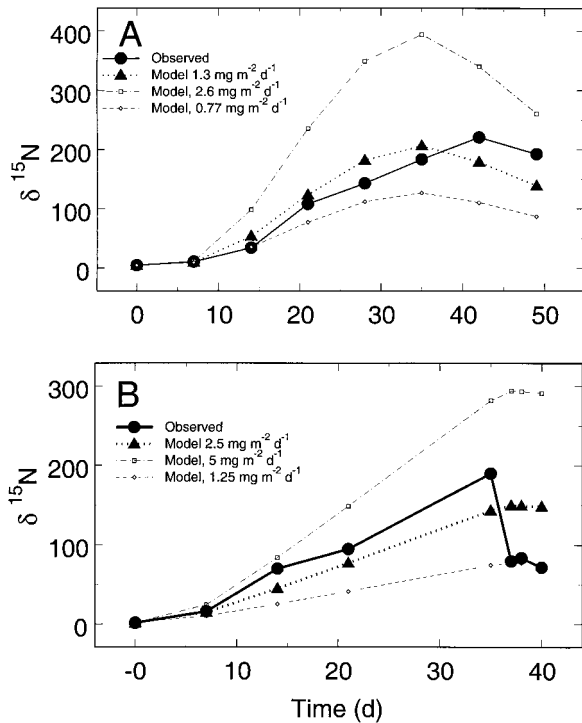 A
400
Observed
Model 1.3 mg m⁻² d⁻¹
Model, 2.6 mg m⁻² d⁻¹
Model, 0.77 mg m⁻² d⁻¹
300
200
100
0
δ ¹⁵N
0 10 20 30 40 50
B
300
Observed
Model 2.5 mg m⁻² d⁻¹
Model, 5 mg m⁻² d⁻¹
Model, 1.25 mg m⁻² d⁻¹
200
100
0
δ ¹⁵N
-0 10 20 30 40
Time (d)